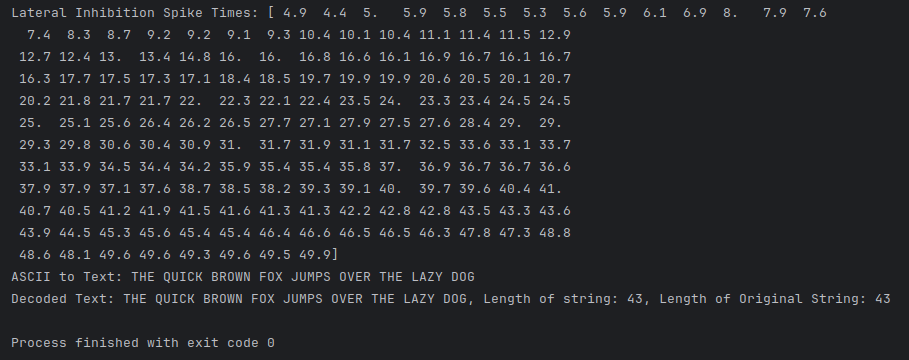 Lateral Inhibition Spike Times: [ 4.9  4.4  5.   5.9  5.8  5.5  5.3  5.6  5.9  6.1  6.9  8.   7.9  7.6
  7.4  8.3  8.7  9.2  9.2  9.1  9.3 10.4 10.1 10.4 11.1 11.4 11.5 12.9
 12.7 12.4 13.  13.4 14.8 16.  16.  16.8 16.6 16.1 16.9 16.7 16.1 16.7
 16.3 17.7 17.5 17.3 17.1 18.4 18.5 19.7 19.9 19.9 20.6 20.5 20.1 20.7
 20.2 21.8 21.7 21.7 22.  22.3 22.1 22.4 23.5 24.  23.3 23.4 24.5 24.5
 25.  25.1 25.6 26.4 26.2 26.5 27.7 27.1 27.9 27.5 27.6 28.4 29.  29.
 29.3 29.8 30.6 30.4 30.9 31.  31.7 31.9 31.1 31.7 32.5 33.6 33.1 33.7
 33.1 33.9 34.5 34.4 34.2 35.9 35.4 35.4 35.8 37.  36.9 36.7 36.7 36.6
 37.9 37.9 37.1 37.6 38.7 38.5 38.2 39.3 39.1 40.  39.7 39.6 40.4 41.
 40.7 40.5 41.2 41.9 41.5 41.6 41.3 41.3 42.2 42.8 42.8 43.5 43.3 43.6
 43.9 44.5 45.3 45.6 45.4 45.4 46.4 46.6 46.5 46.5 46.3 47.8 47.3 48.8
 48.6 48.1 49.6 49.6 49.3 49.6 49.5 49.9]
ASCII to Text: THE QUICK BROWN FOX JUMPS OVER THE LAZY DOG
Decoded Text: THE QUICK BROWN FOX JUMPS OVER THE LAZY DOG, Length of string: 43, Length of Original String: 43
Process finished with exit code 0